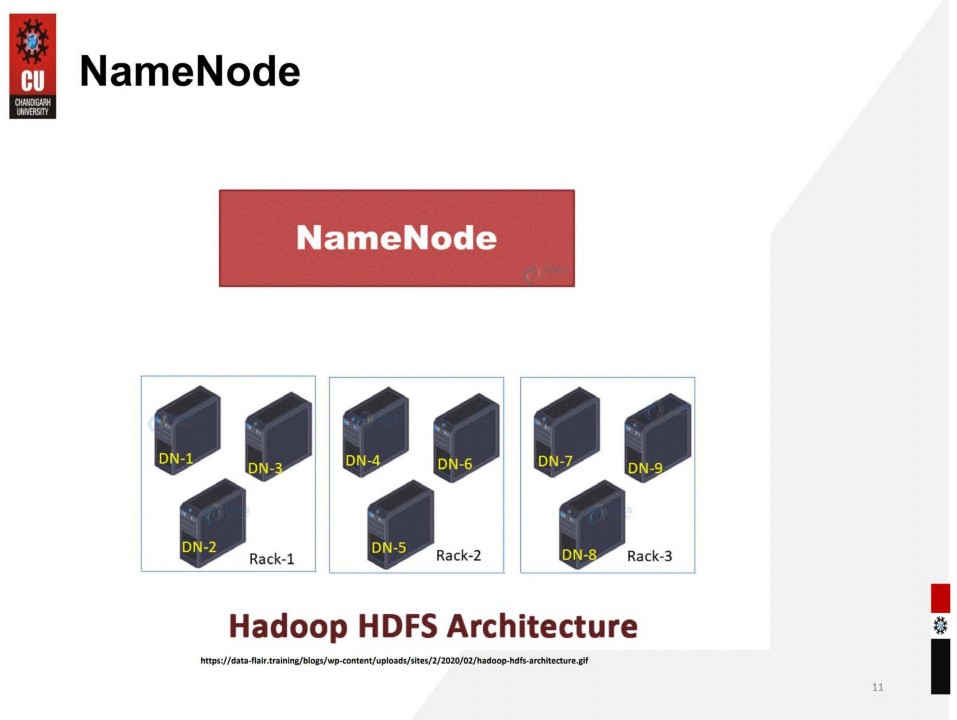 CU
CHANDIGARH
UNIVERSITY
NameNode
NameNode
DN-1
DN-3
DN-2
Rack-1
DN-4
DN-6
DN-5
Rack-2
DN-7
DN-9
DN-8
Rack-3
Hadoop HDFS Architecture
https://data-flair.training/blogs/wp-content/uploads/sites/2/2020/02/hadoop-hdfs-architecture.gif
11